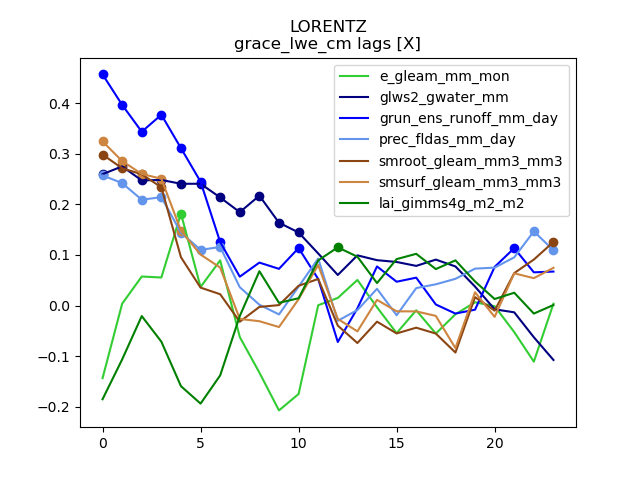 LORENTZ
grace_lwe_cm lags [X]
e_gleam_mm_mon
glws2_gwater_mm
grun_ens_runoff_mm_day
prec_fldas_mm_day
smroot_gleam_mm3_mm3
smsurf_gleam_mm3_mm3
lai_gimms4g_m2_m2
0.4
0.3
0.2
0.1
0.0
−0.1
−0.2
0 5 10 15 20